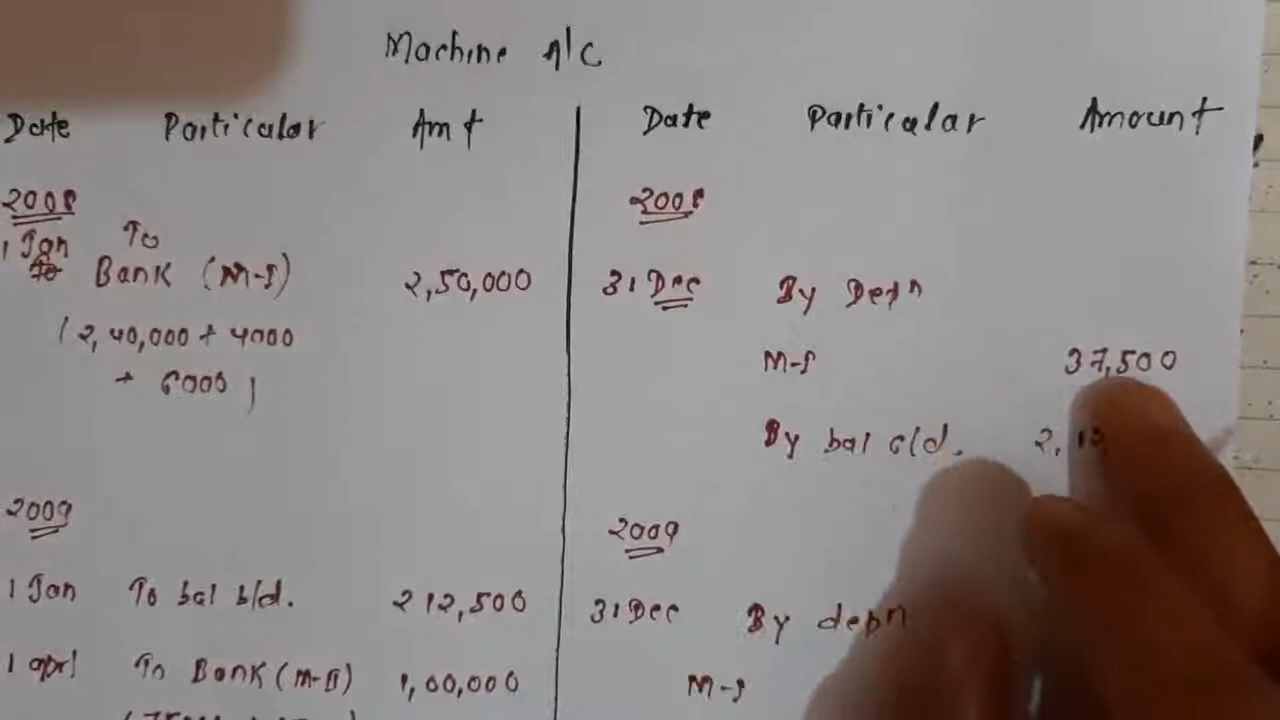 Machine A/C
Date Particular Amt Date Particular Amount
2008 2008
1 Jan To
Bank (M-I) 2,50,000 31 Dec By Depn
(2,40,000 + 4000 M-I 37,500
+ 6000) By bal c/d. 2,12,
2009 2009
1 Jan To bal b/d. 212,500 31 Dec By depn
1 aprl To Bank (M-II) 1,00,000 M-I